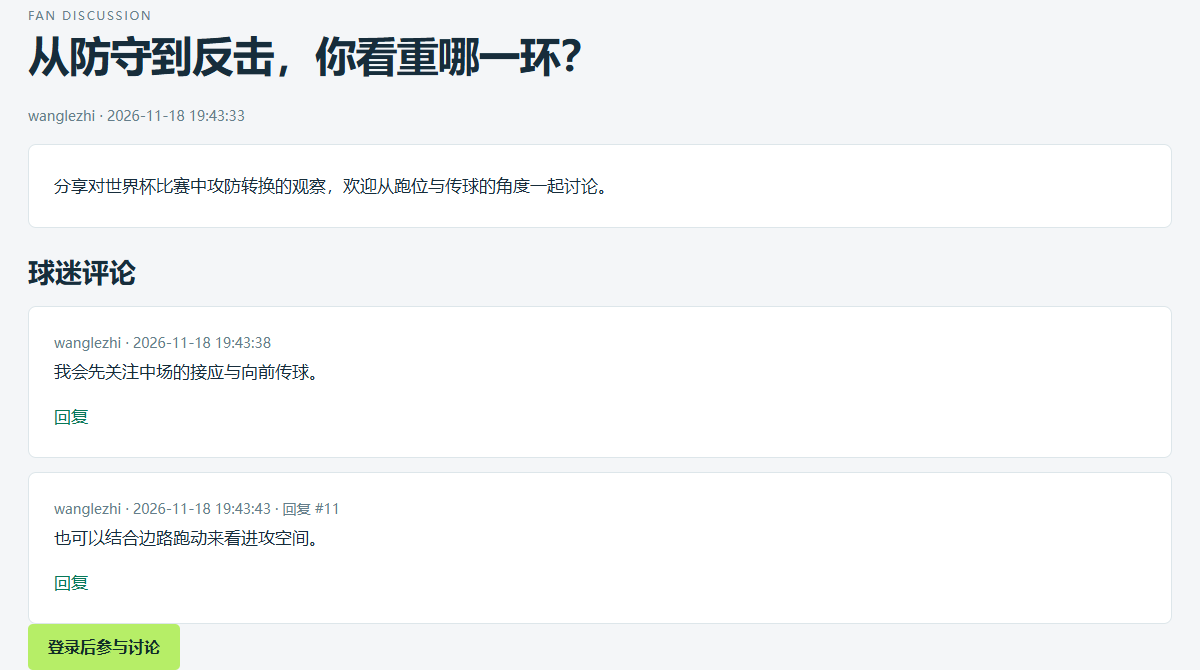 FAN DISCUSSION
从防守到反击，你看重哪一环？
wanglezhi · 2026-11-18 19:43:33
分享对世界杯比赛中攻防转换的观察，欢迎从跑位与传球的角度一起讨论。
球迷评论
wanglezhi · 2026-11-18 19:43:38
我会先关注中场的接应与向前传球。
回复
wanglezhi · 2026-11-18 19:43:43 · 回复 #11
也可以结合边路跑动来看进攻空间。
回复
登录后参与讨论